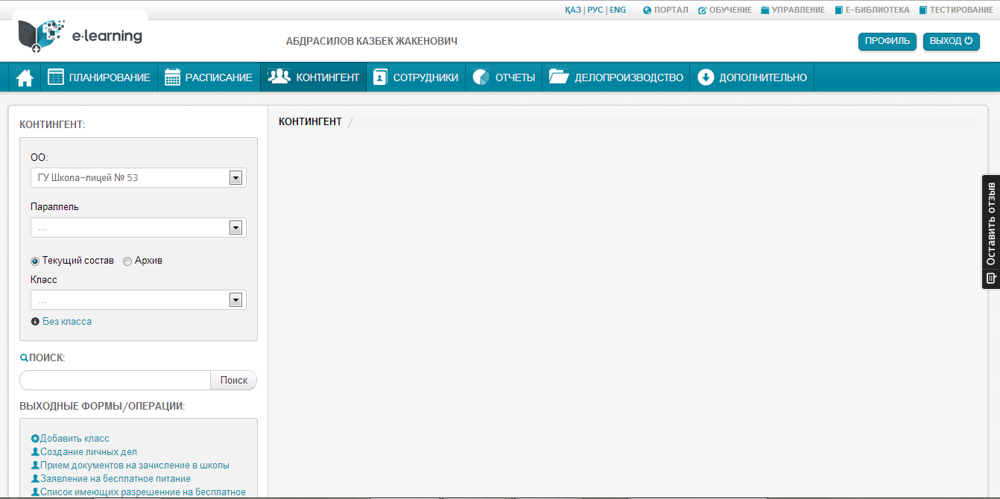 ҚАЗ | РУС | ENG ПОРТАЛ ОБУЧЕНИЕ УПРАВЛЕНИЕ Е-БИБЛИОТЕКА ТЕСТИРОВАНИЕ
e-learning
АБДРАСИЛОВ КАЗБЕК ЖАКЕНОВИЧ
ПРОФИЛЬ ВЫХОД
ПЛАНИРОВАНИЕ РАСПИСАНИЕ КОНТИНГЕНТ СОТРУДНИКИ ОТЧЕТЫ ДЕЛОПРОИЗВОДСТВО ДОПОЛНИТЕЛЬНО
КОНТИНГЕНТ:
ОО:
ГУ Школа-лицей № 53
Параллель
...
Текущий состав Архив
Класс
...
Без класса
ПОИСК:
Поиск
ВЫХОДНЫЕ ФОРМЫ/ОПЕРАЦИИ:
Добавить класс
Создание личных дел
Прием документов на зачисление в школы
Заявление на бесплатное питание
Список имеющих разрешенние на бесплатное
КОНТИНГЕНТ /
Оставить отзыв